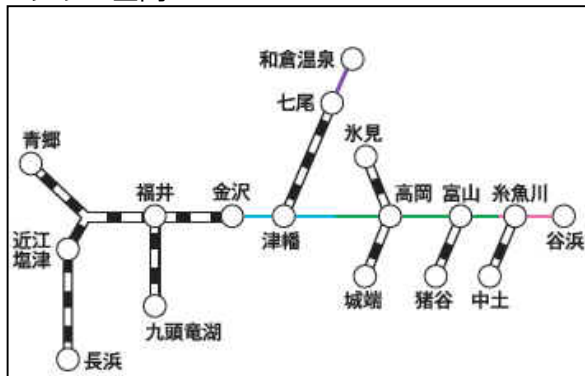 和倉温泉
七尾
氷見
青郷
福井
金沢
高岡
富山
糸魚川
近江
塩津
津幡
谷浜
城端
猪谷
中土
九頭竜湖
長浜